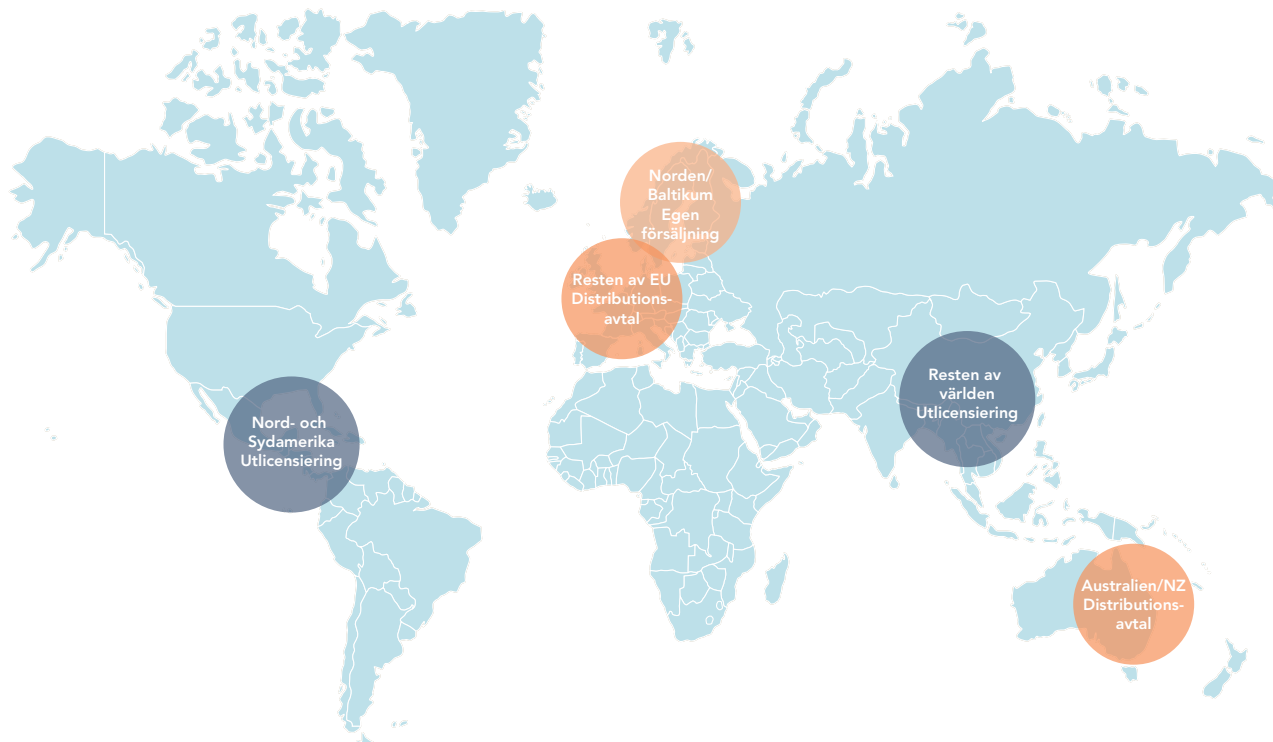 Norden/
Baltikum
Egen
försäljning
Resten av EU
Distributions-
avtal
Resten av
världen
Utlicensiering
Nord- och
Sydamerika
Utlicensiering
Australien/NZ
Distributions-
avtal